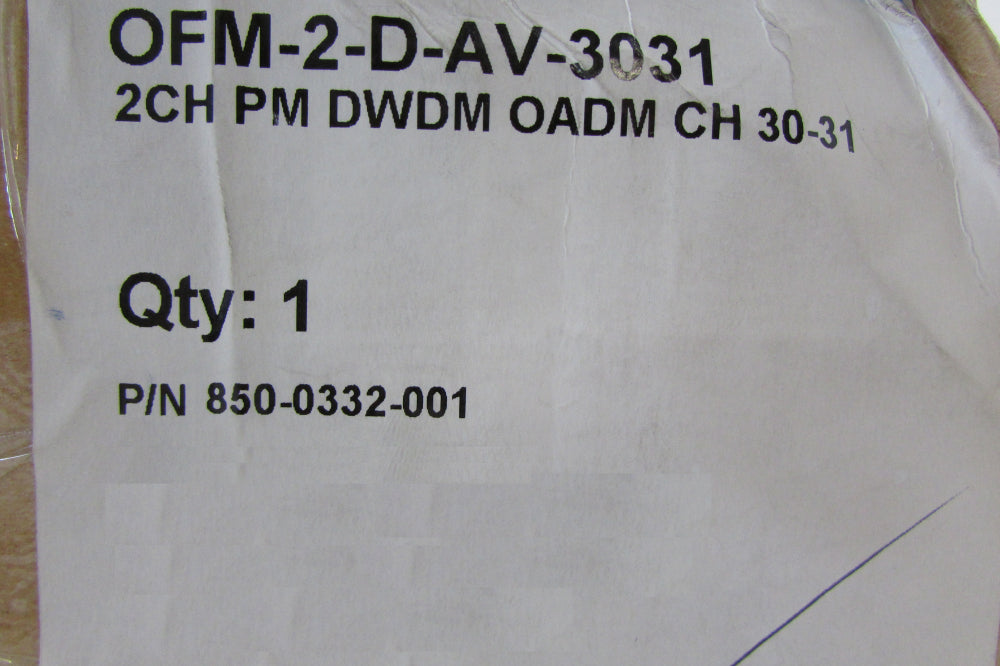 OFM-2-D-AV-3031
2CH PM DWDM OADM CH 30-31
Qty: 1
P/N 850-0332-001